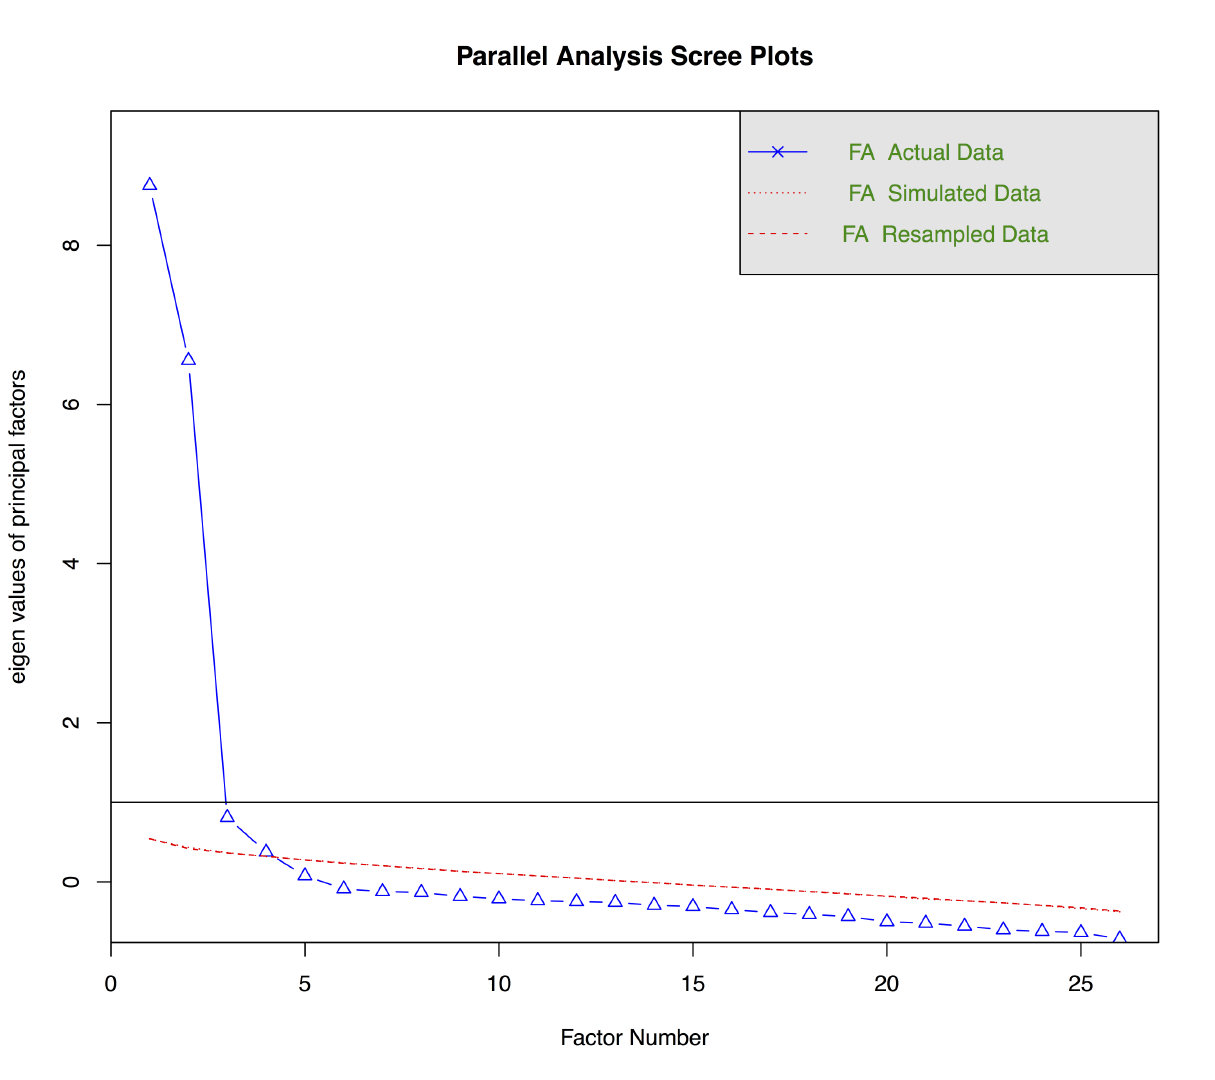 Parallel Analysis Scree Plots
FA Actual Data
FA Simulated Data
FA Resampled Data
eigen values of principal factors
8
6
4
2
0
0 5 10 15 20 25
Factor Number